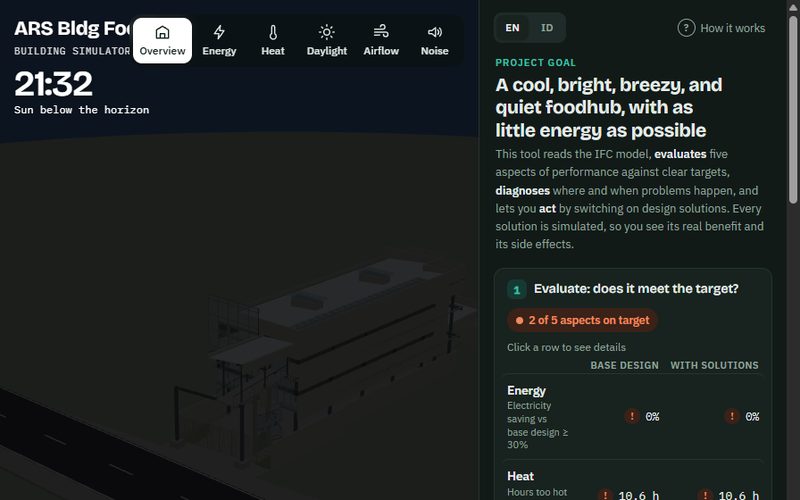 ARS Bldg Foo
BUILDING SIMULATOR
21:32
Sun below the horizon
Overview
Energy
Heat
Daylight
Airflow
Noise
EN
ID
? How it works
PROJECT GOAL
A cool, bright, breezy, and
quiet foodhub, with as
little energy as possible
This tool reads the IFC model, evaluates five
aspects of performance against clear targets,
diagnoses where and when problems happen, and
lets you act by switching on design solutions. Every
solution is simulated, so you see its real benefit and
its side effects.
1 Evaluate: does it meet the target?
2 of 5 aspects on target
Click a row to see details
BASE DESIGN WITH SOLUTIONS
Energy
Electricity
saving vs
base design ≥
30%
! 0% ! 0%
Heat
Hours too hot
! 10.6 h ! 10.6 h